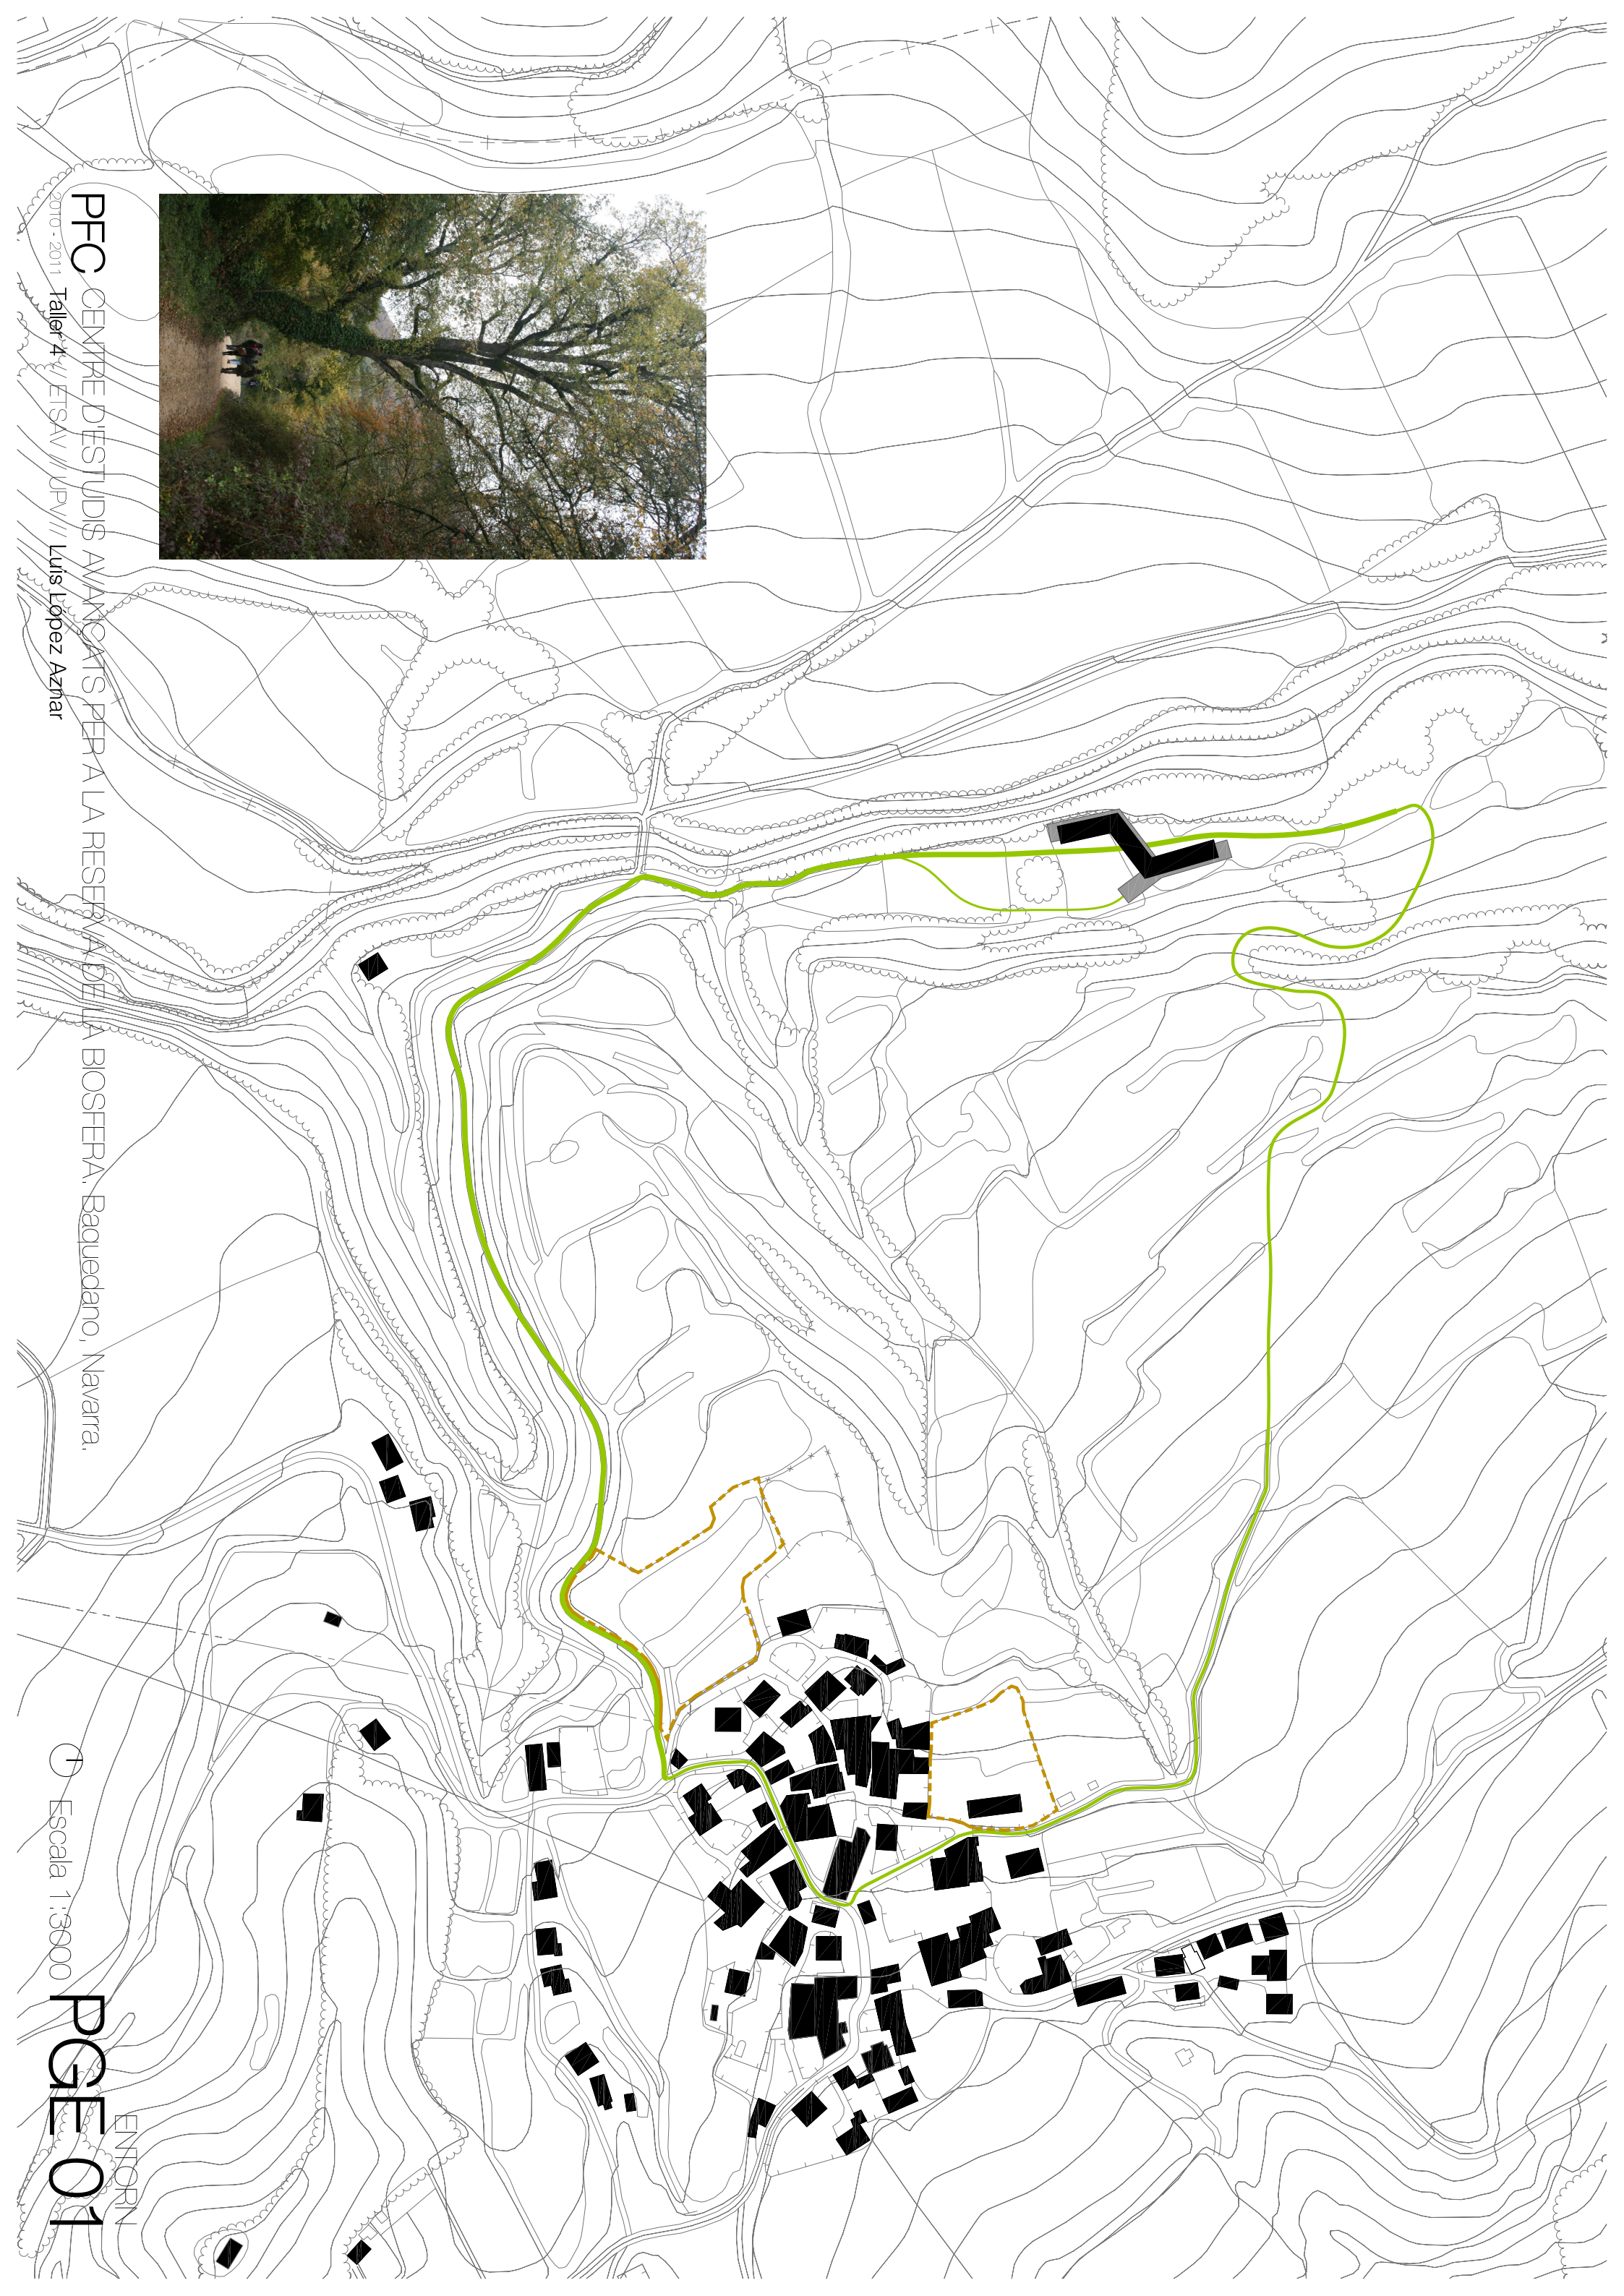 PFC CENTRE D'ESTUDIS AVANÇATS PER A LA RESERVA DE LA BIOSFERA. Baquedano, Navarra.
2010 - 2011 Taller 4 // ETSAV // UPV // Luis López Aznar
Escala 1:3000
ENTORN
PGE 01